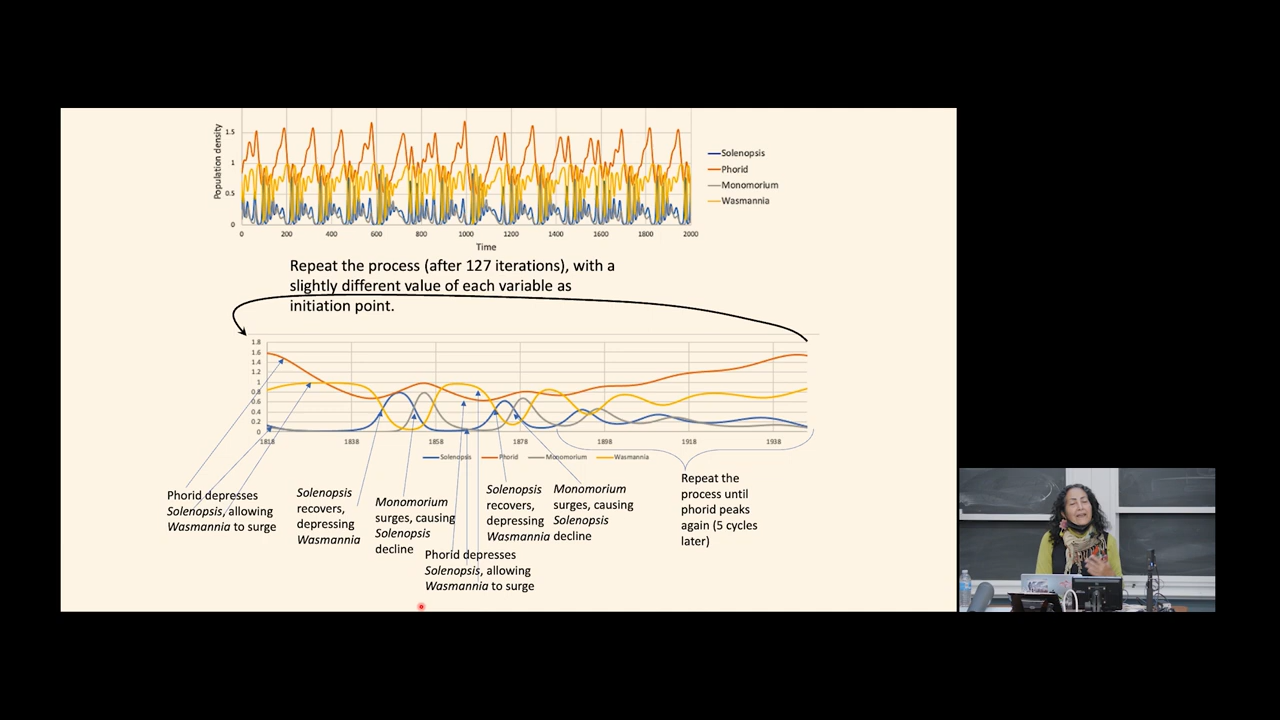 Population density
1.5
1
0.5
0
0 200 400 600 800 1000 1200 1400 1600 1800 2000
Time
Solenopsis
Phorid
Monomorium
Wasmannia
Repeat the process (after 127 iterations), with a
slightly different value of each variable as
initiation point.
1.8
1.6
1.4
1.2
1
0.8
0.6
0.4
0.2
0
1818 1838 1858 1878 1898 1918 1938
Solenopsis Phorid Monomorium Wasmannia
Phorid depresses
Solenopsis, allowing
Wasmannia to surge
Solenopsis
recovers,
depressing
Wasmannia
Monomorium
surges, causing
Solenopsis
decline
Phorid depresses
Solenopsis, allowing
Wasmannia to surge
Solenopsis
recovers,
depressing
Wasmannia
Monomorium
surges, causing
Solenopsis
decline
Repeat the
process until
phorid peaks
again (5 cycles
later)